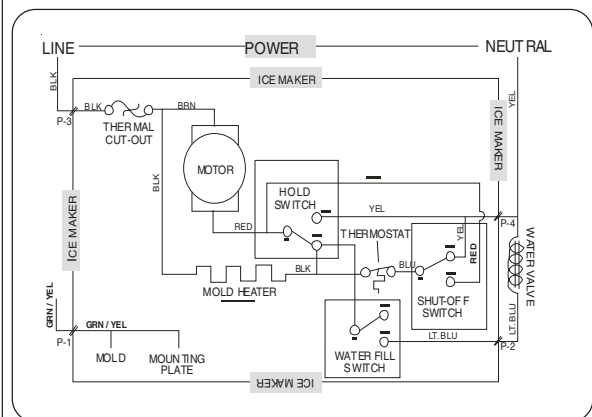 LINE POWER NEUTRAL
ICE MAKER
BLK
YEL
BLK BRN
P-3
THERMAL
CUT-OUT
ICE MAKER
MOTOR
BLK
HOLD
SWITCH
ICE MAKER
RED
YEL
P-4
THERMOSTAT
YEL
RED
WATER VALVE
BLK
BLU
MOLD HEATER
SHUT-OFF
SWITCH
GRN/YEL
GRN/YEL
P-1
LT.BLU
LT.BLU
P-2
MOLD
MOUNTING
PLATE
WATER FILL
SWITCH
ICE MAKER